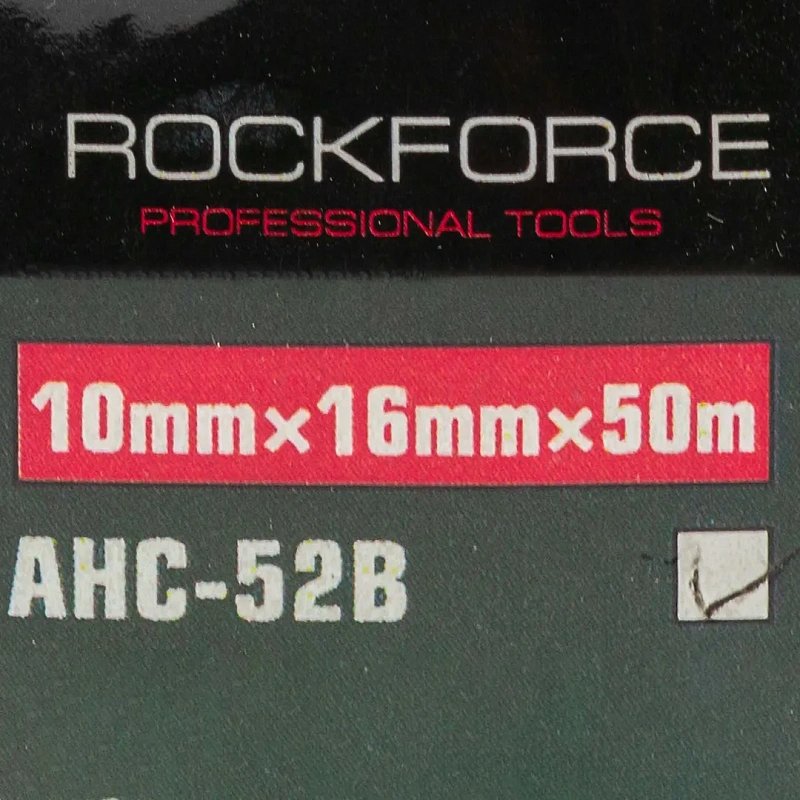 ROCKFORCE
PROFESSIONAL TOOLS
10mm×16mm×50m
AHC-52B